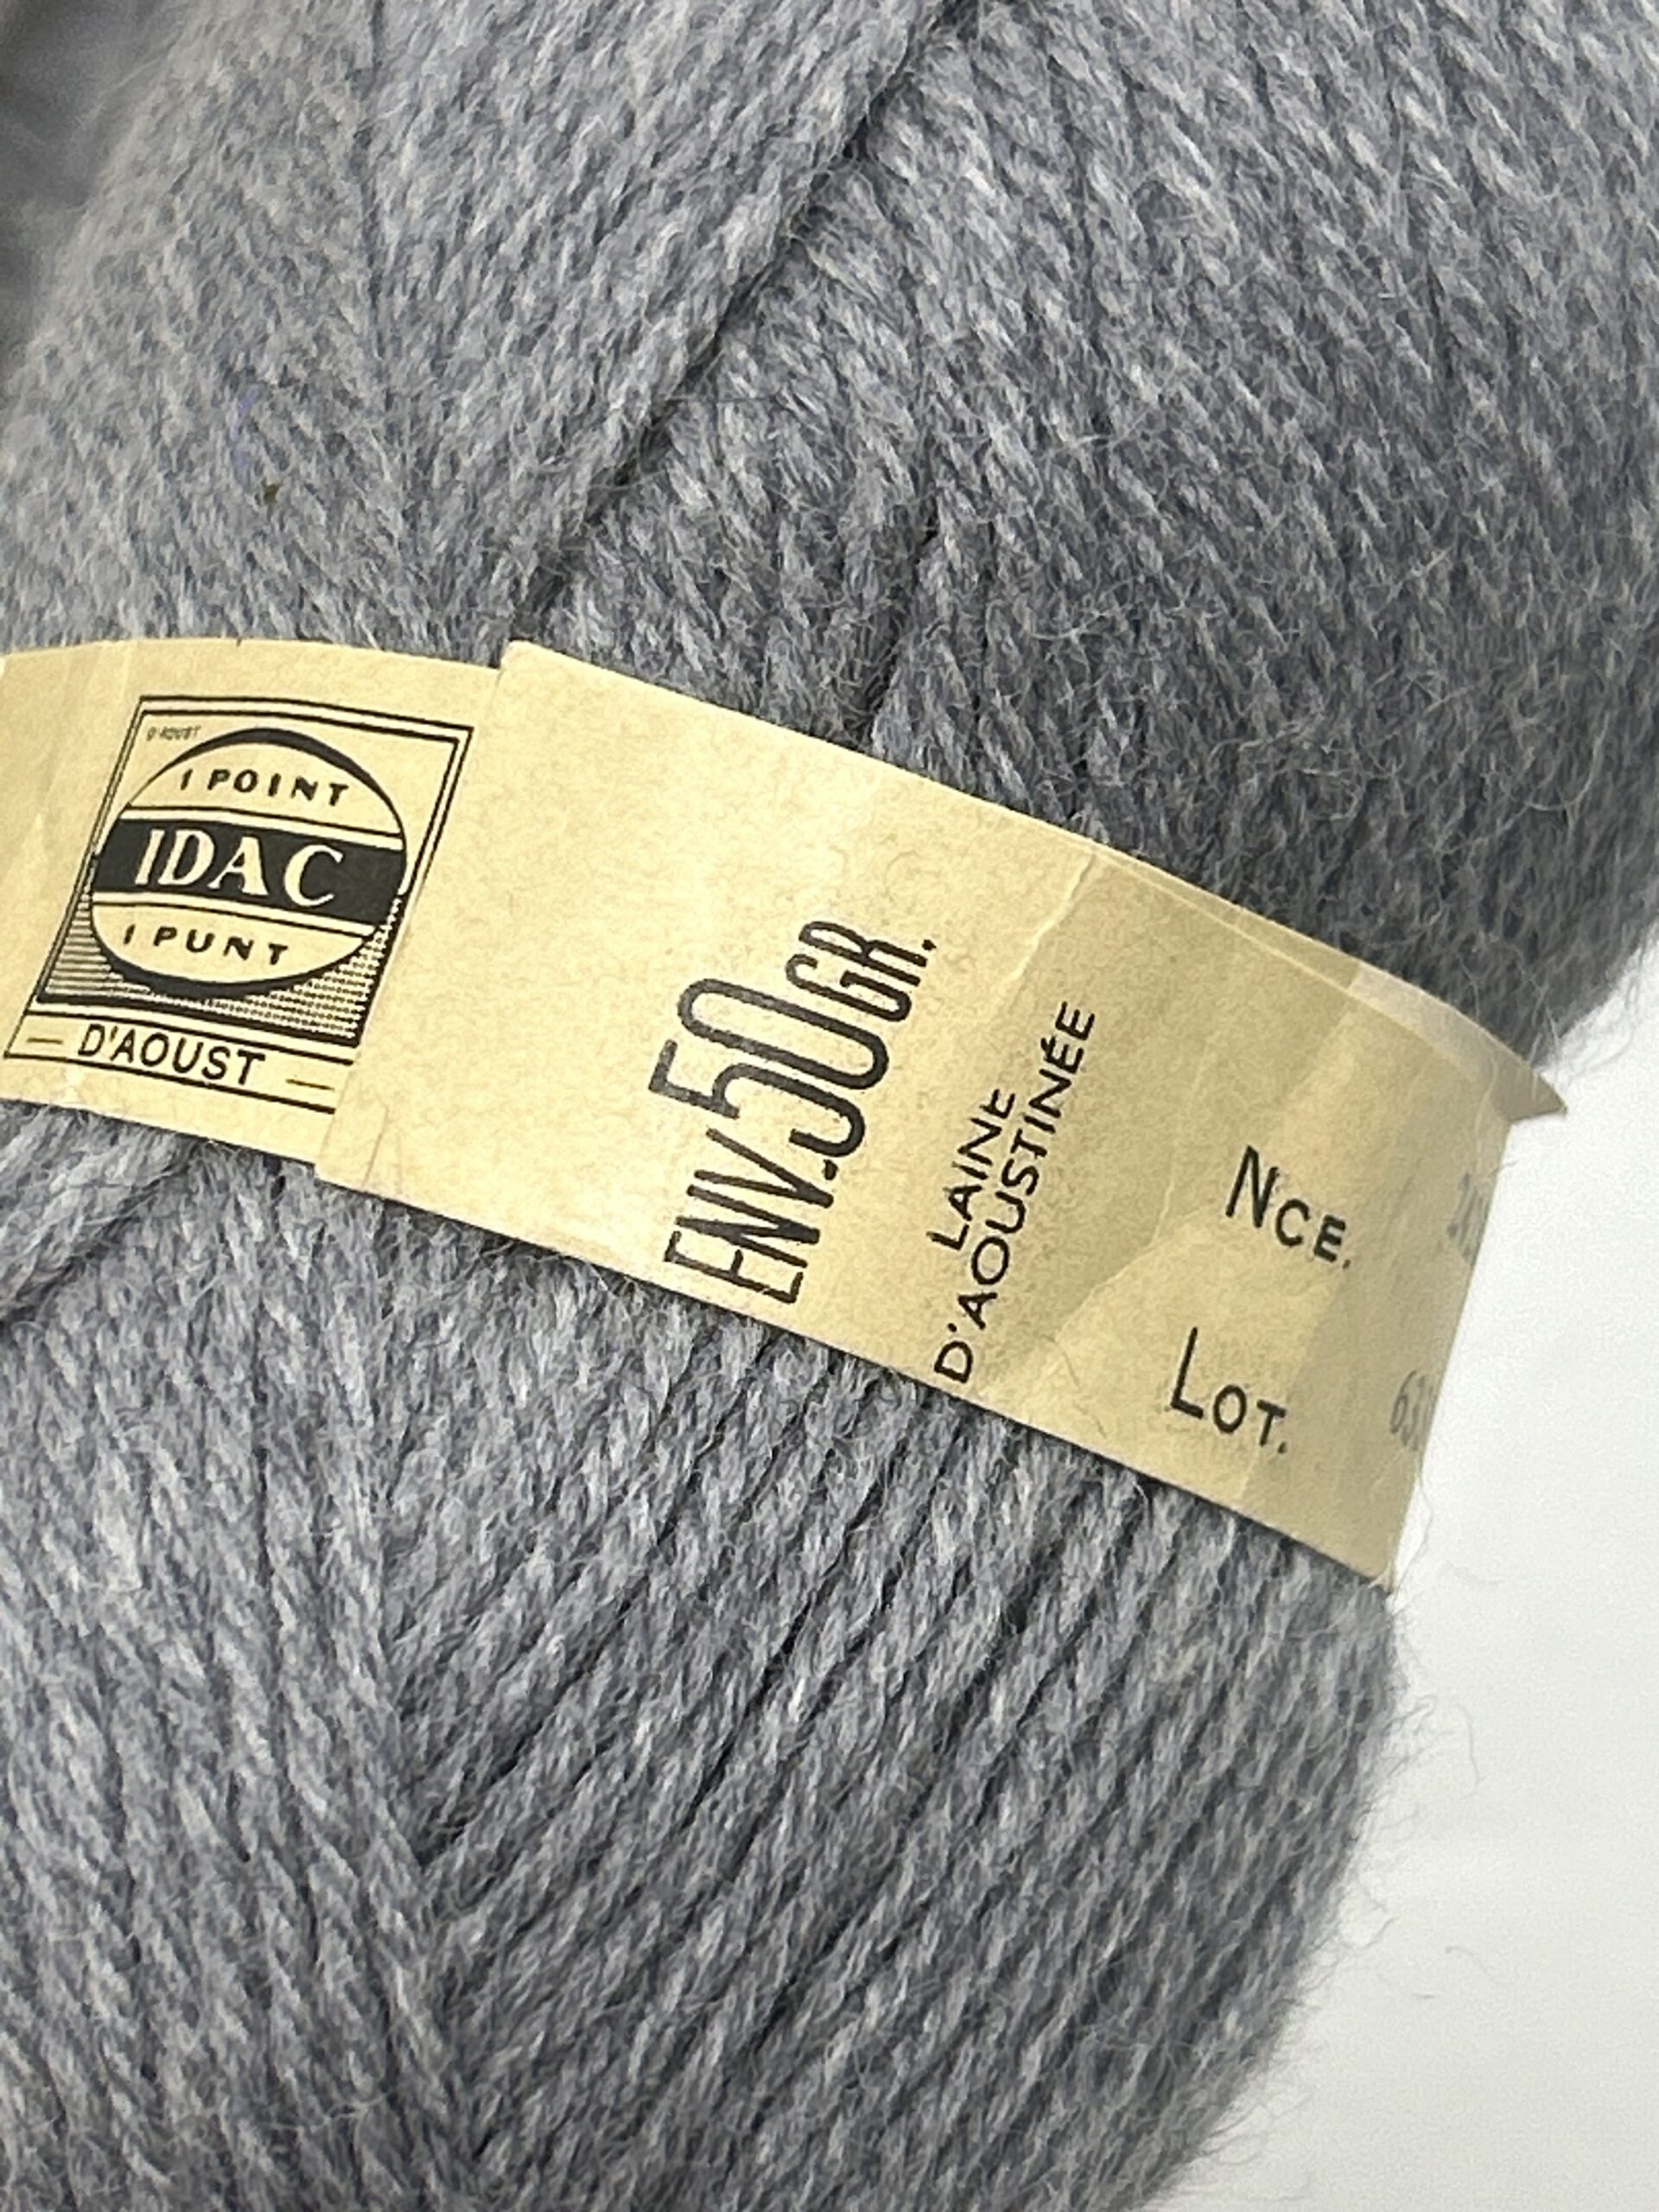 D'AOUST
1 POINT
IDAC
1 PUNT
— D'AOUST —
ENV.50GR.
LAINE
D'AOUSTINÉE
NCE.
LOT.